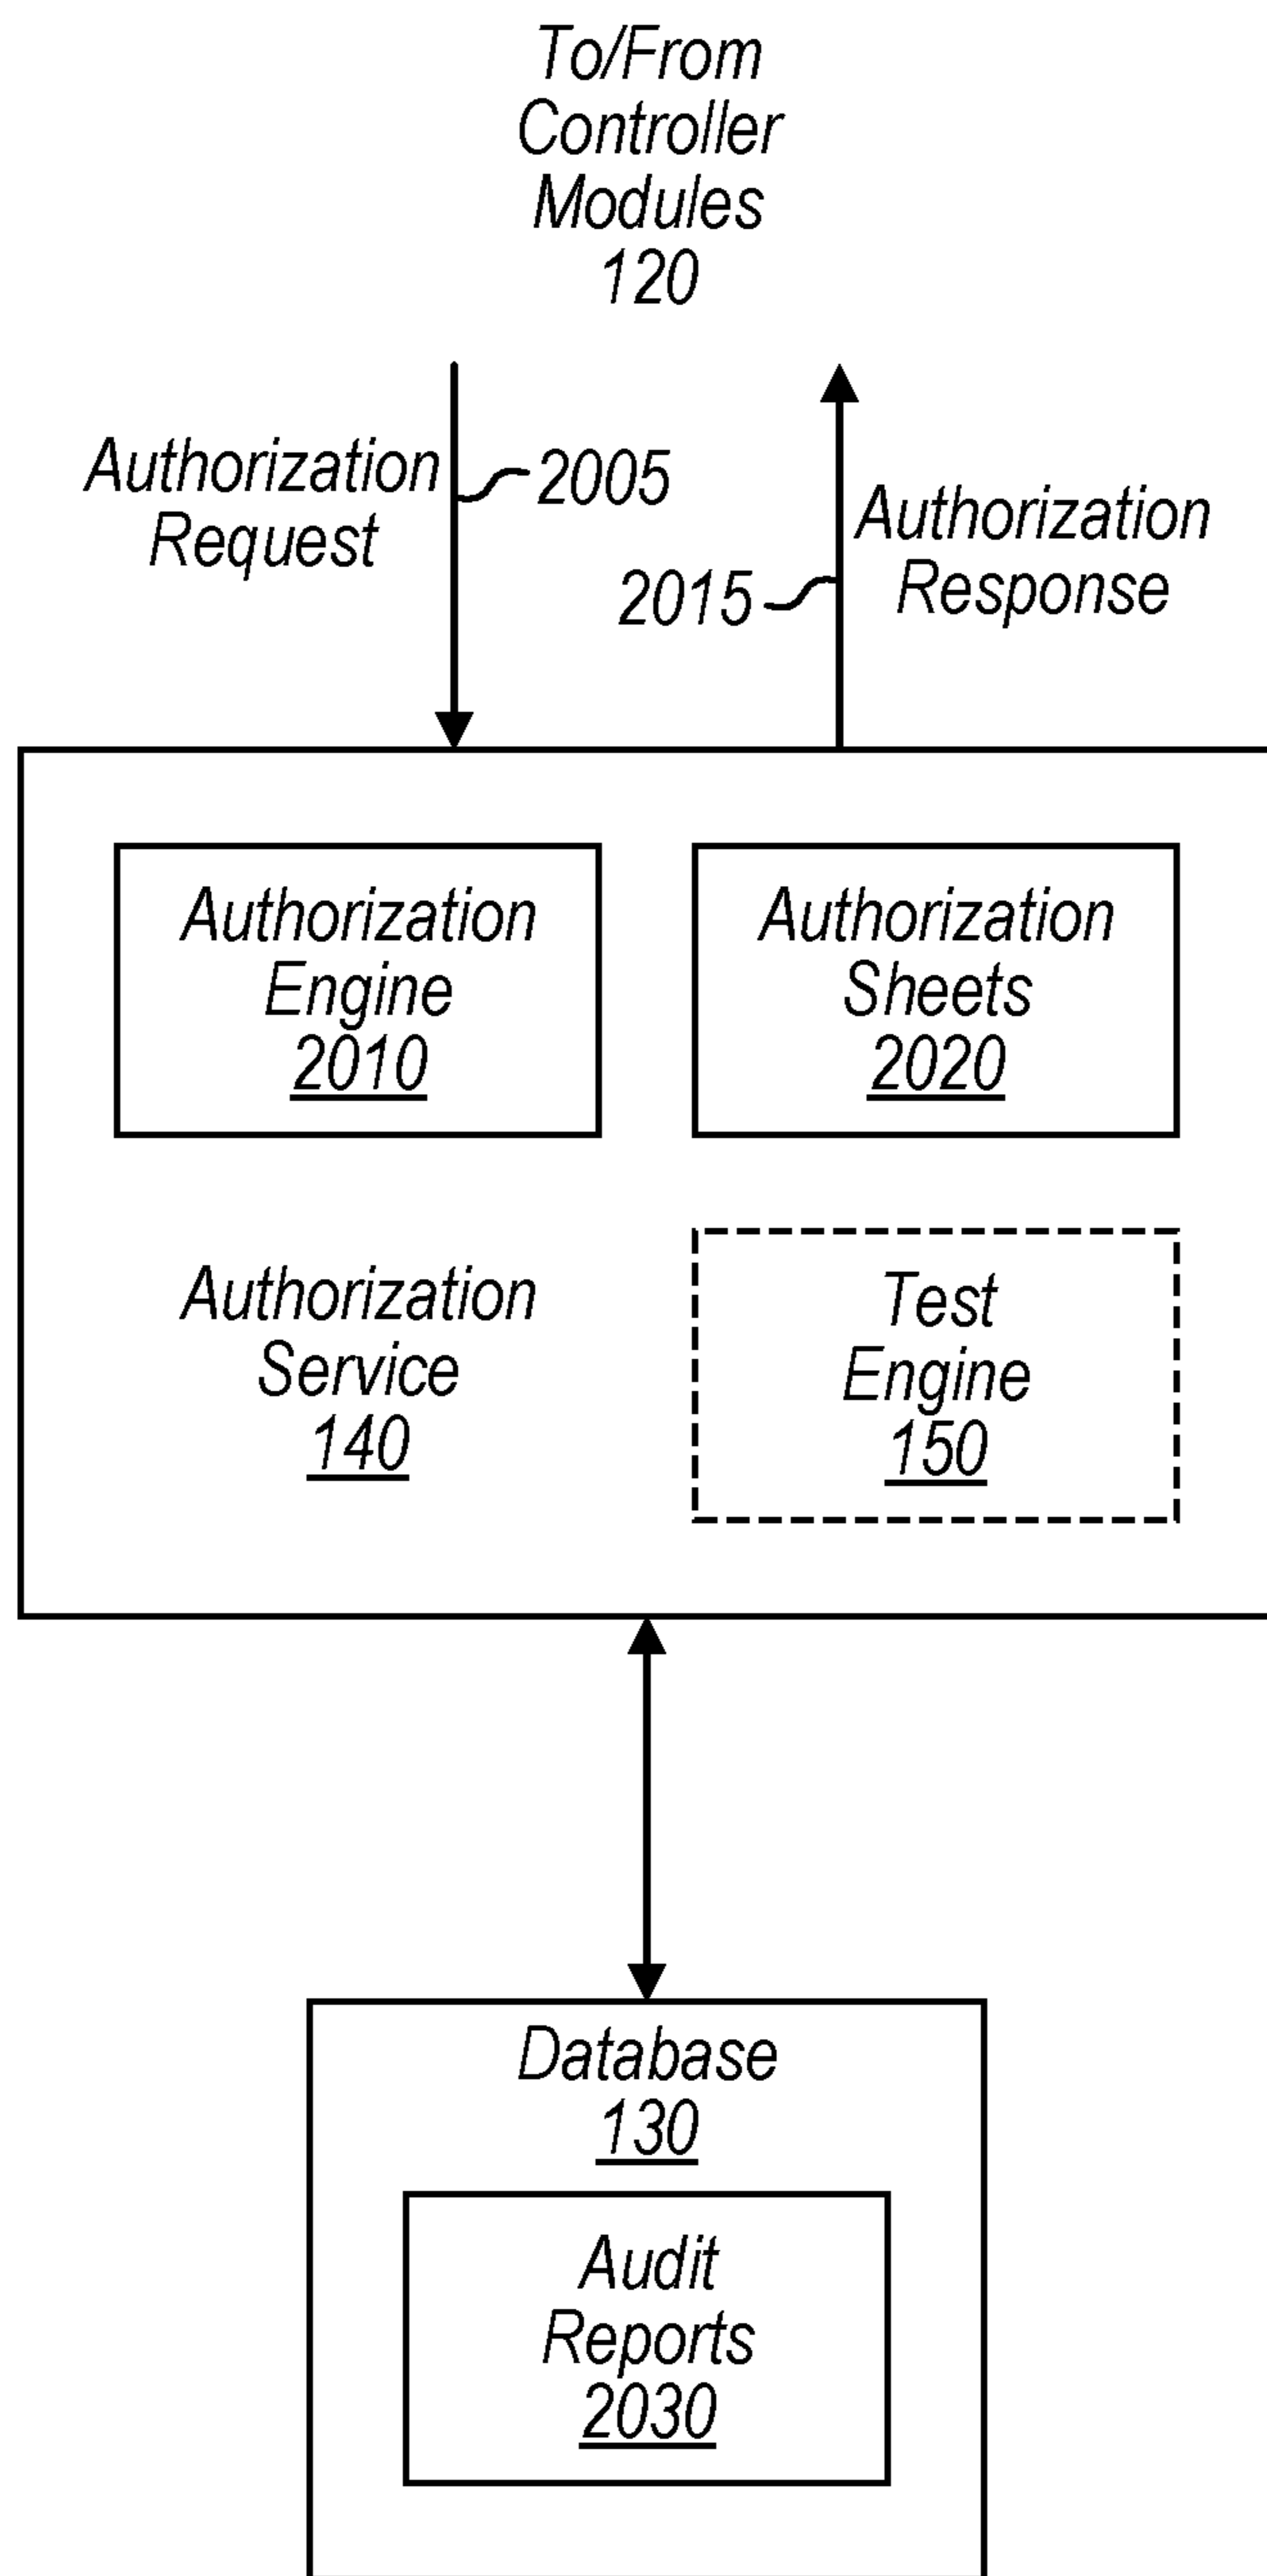 To/From
Controller
Modules
120
Authorization
Request
2005
2015
Authorization
Response
Authorization
Engine
2010
Authorization
Sheets
2020
Authorization
Service
140
Test
Engine
150
Database
130
Audit
Reports
2030